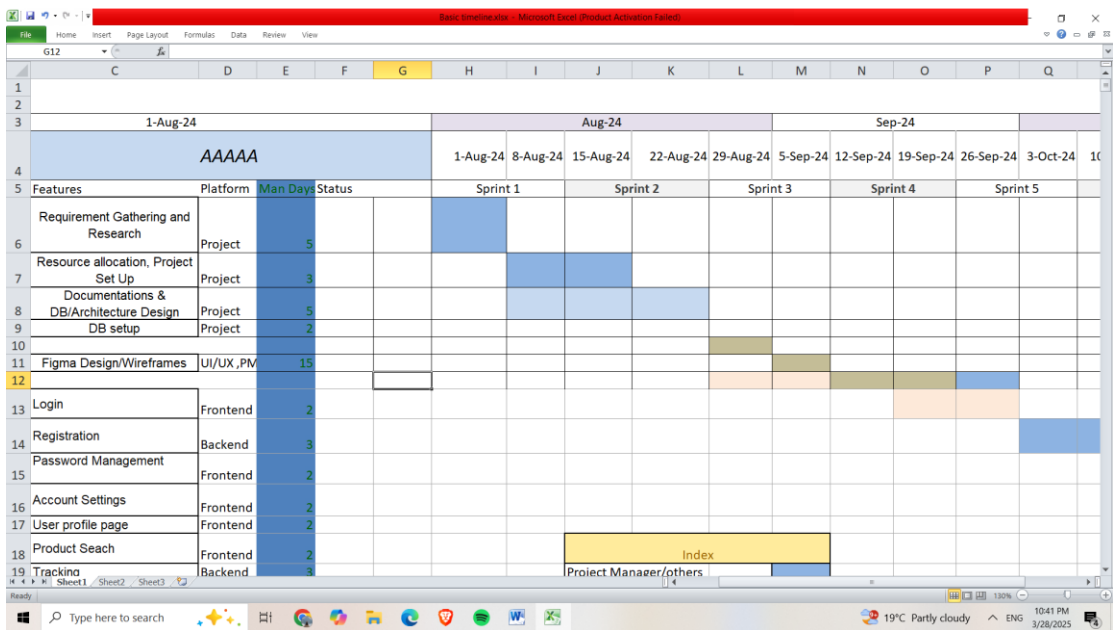 Basic timeline.xlsx - Microsoft Excel (Product Activation Failed)
File Home Insert Page Layout Formulas Data Review View
G12 fx
C D E F G H I J K L M N O P Q
1
2
3 1-Aug-24 Aug-24 Sep-24
4 AAAAA 1-Aug-24 8-Aug-24 15-Aug-24 22-Aug-24 29-Aug-24 5-Sep-24 12-Sep-24 19-Sep-24 26-Sep-24 3-Oct-24 10
5 Features Platform Man Days Status Sprint 1 Sprint 2 Sprint 3 Sprint 4 Sprint 5
Requirement Gathering and
Research
6 Project 5
Resource allocation, Project
7 Set Up Project 3
Documentations &
8 DB/Architecture Design Project 5
9 DB setup Project 2
10
11 Figma Design/Wireframes UI/UX ,PM 15
12
13 Login Frontend 2
14 Registration Backend 3
15 Password Management Frontend 2
16 Account Settings Frontend 2
17 User profile page Frontend 2
18 Product Seach Frontend 2 Index
19 Tracking Backend 3 Project Manager/others
Sheet1 Sheet2 Sheet3
Ready 130%
Type here to search 19°C Partly cloudy ENG 10:41 PM
3/28/2025